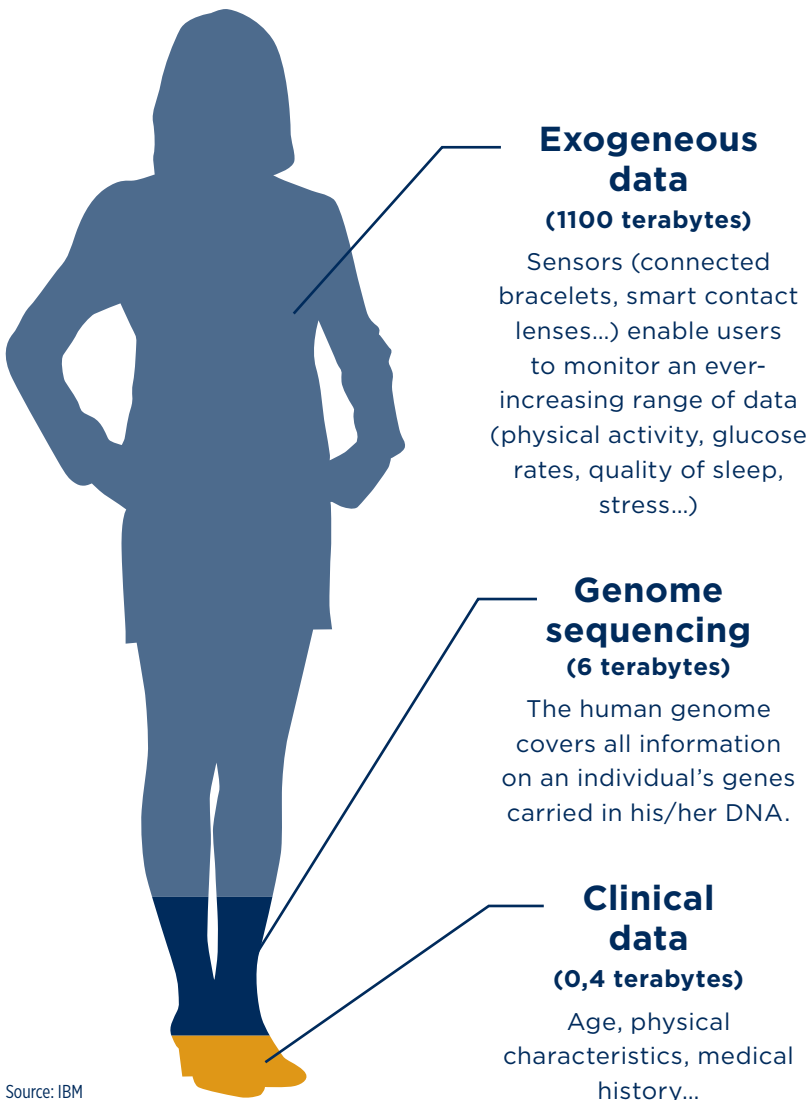 Exogeneous
data
(1100 terabytes)
Sensors (connected
bracelets, smart contact
lenses...) enable users
to monitor an ever-
increasing range of data
(physical activity, glucose
rates, quality of sleep,
stress...)
Genome
sequencing
(6 terabytes)
The human genome
covers all information
on an individual’s genes
carried in his/her DNA.
Clinical
data
(0,4 terabytes)
Age, physical
characteristics, medical
history...
Source: IBM